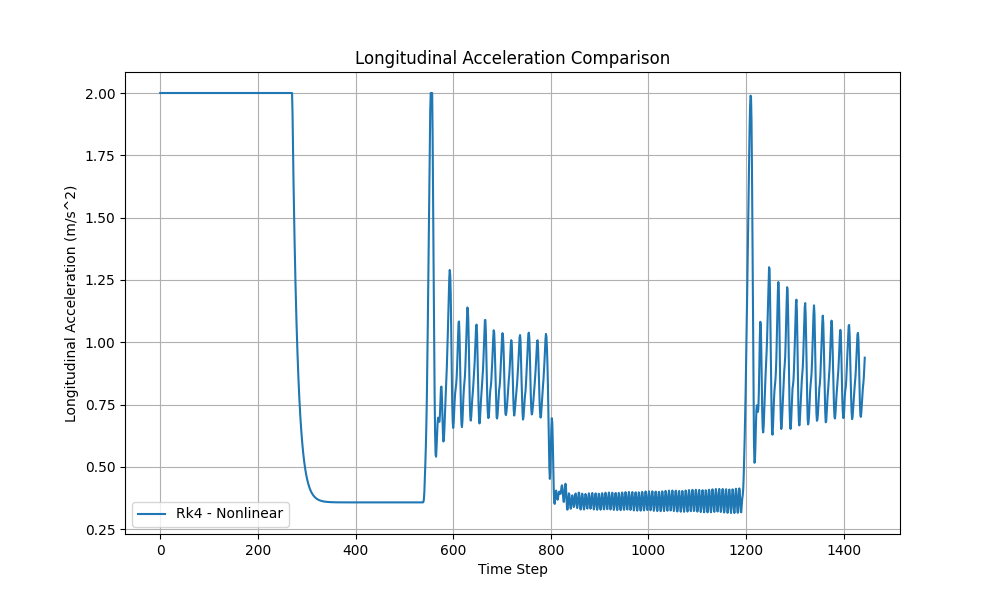 Longitudinal Acceleration Comparison
Longitudinal Acceleration (m/s^2)
2.00
1.75
1.50
1.25
1.00
0.75
0.50
0.25
Rk4 - Nonlinear
0 200 400 600 800 1000 1200 1400
Time Step